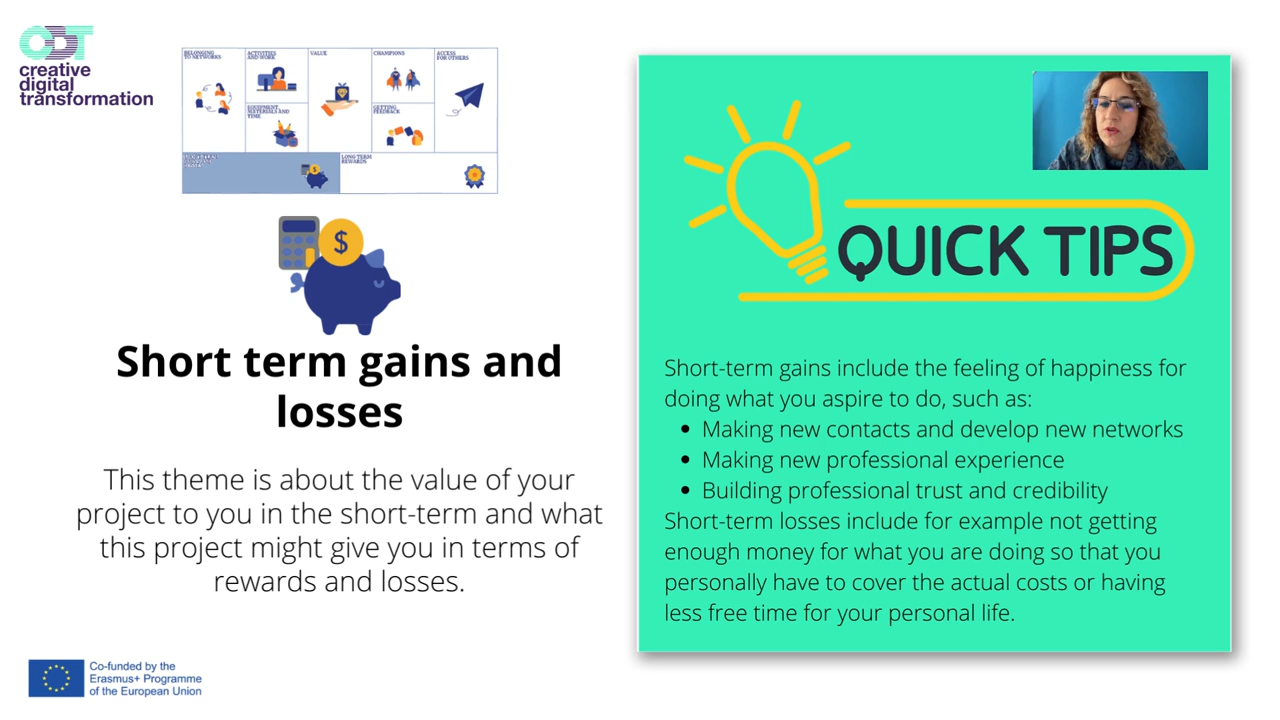 CDT
creative
digital
transformation
BELONGING
TO NETWORKS
ACTIVITIES
AND WORK
VALUE
CHAMPIONS
ACCESS
FOR OTHERS
EQUIPMENT,
MATERIALS AND
TIME
GETTING
FEEDBACK
LONG TERM
REWARDS
$
Short term gains and
losses
This theme is about the value of your
project to you in the short-term and what
this project might give you in terms of
rewards and losses.
Co-funded by the
Erasmus+ Programme
of the European Union
QUICK TIPS
Short-term gains include the feeling of happiness for
doing what you aspire to do, such as:
• Making new contacts and develop new networks
• Making new professional experience
• Building professional trust and credibility
Short-term losses include for example not getting
enough money for what you are doing so that you
personally have to cover the actual costs or having
less free time for your personal life.